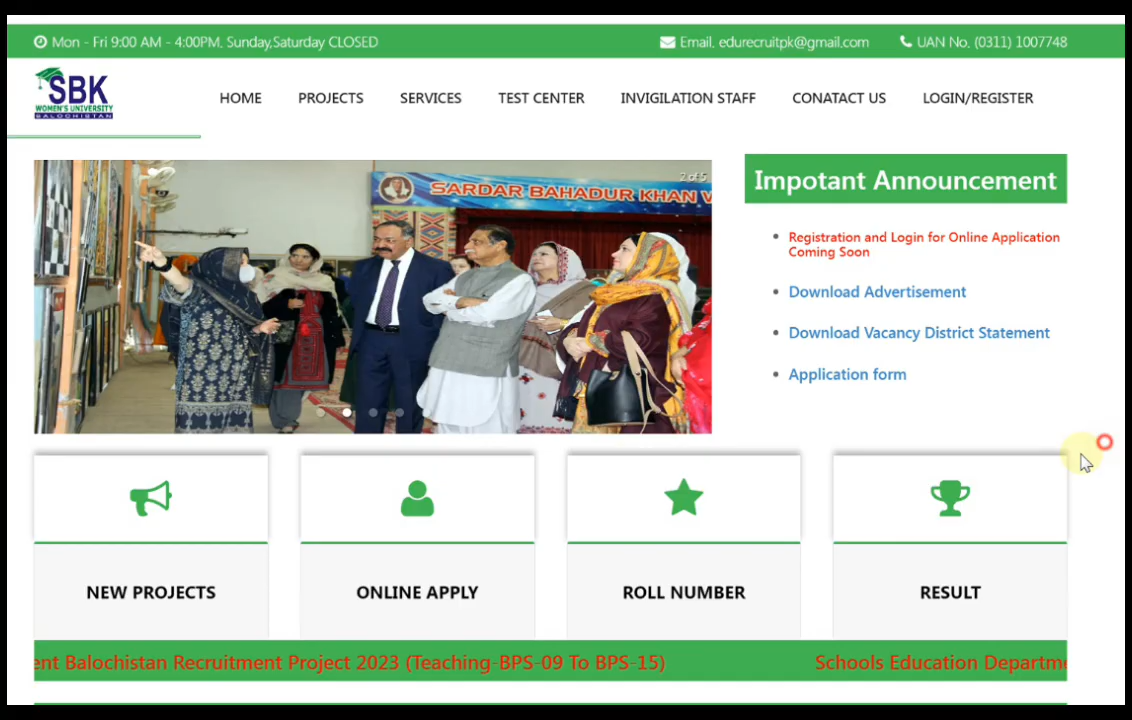 Mon - Fri 9:00 AM - 4:00PM. Sunday,Saturday CLOSED
Email. edurecruitpk@gmail.com
UAN No. (0311) 1007748
SBK
WOMEN'S UNIVERSITY
BALOCHISTAN
HOME
PROJECTS
SERVICES
TEST CENTER
INVIGILATION STAFF
CONATACT US
LOGIN/REGISTER
2 of 5
SARDAR BAHADUR KHAN W
Impotant Announcement
Registration and Login for Online Application
Coming Soon
Download Advertisement
Download Vacancy District Statement
Application form
NEW PROJECTS
ONLINE APPLY
ROLL NUMBER
RESULT
ent Balochistan Recruitment Project 2023 (Teaching-BPS-09 To BPS-15)
Schools Education Departme